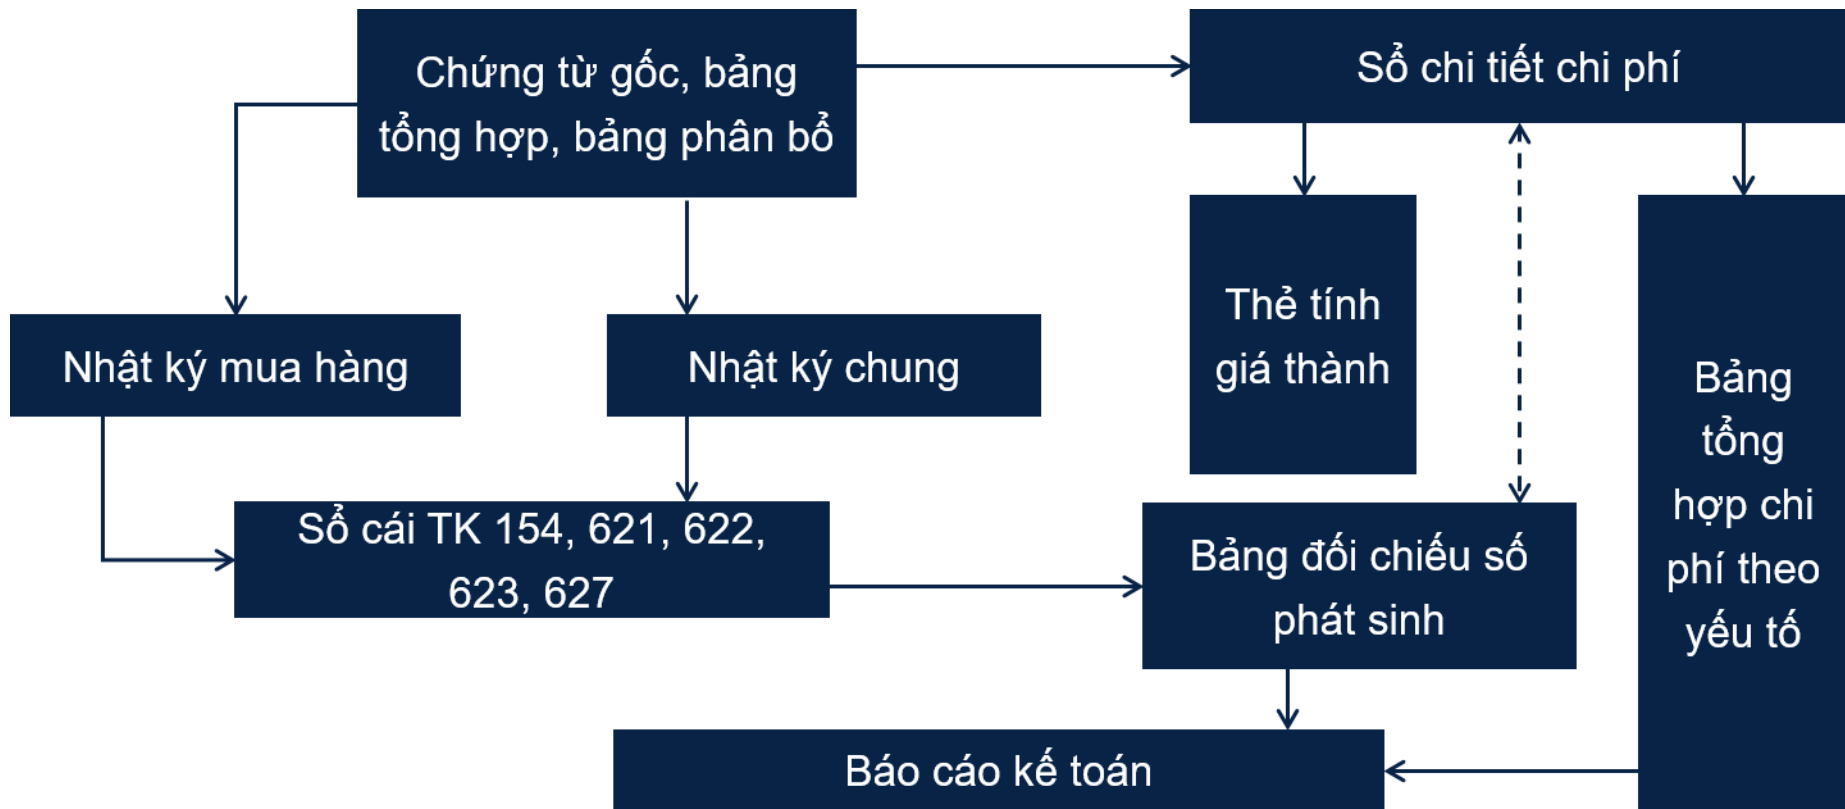 Chứng từ gốc, bảng
tổng hợp, bảng phân bổ
Sổ chi tiết chi phí
Nhật ký mua hàng
Nhật ký chung
Thẻ tính
giá thành
Bảng
tổng
hợp chi
phí theo
yếu tố
Sổ cái TK 154, 621, 622,
623, 627
Bảng đối chiếu số
phát sinh
Báo cáo kế toán